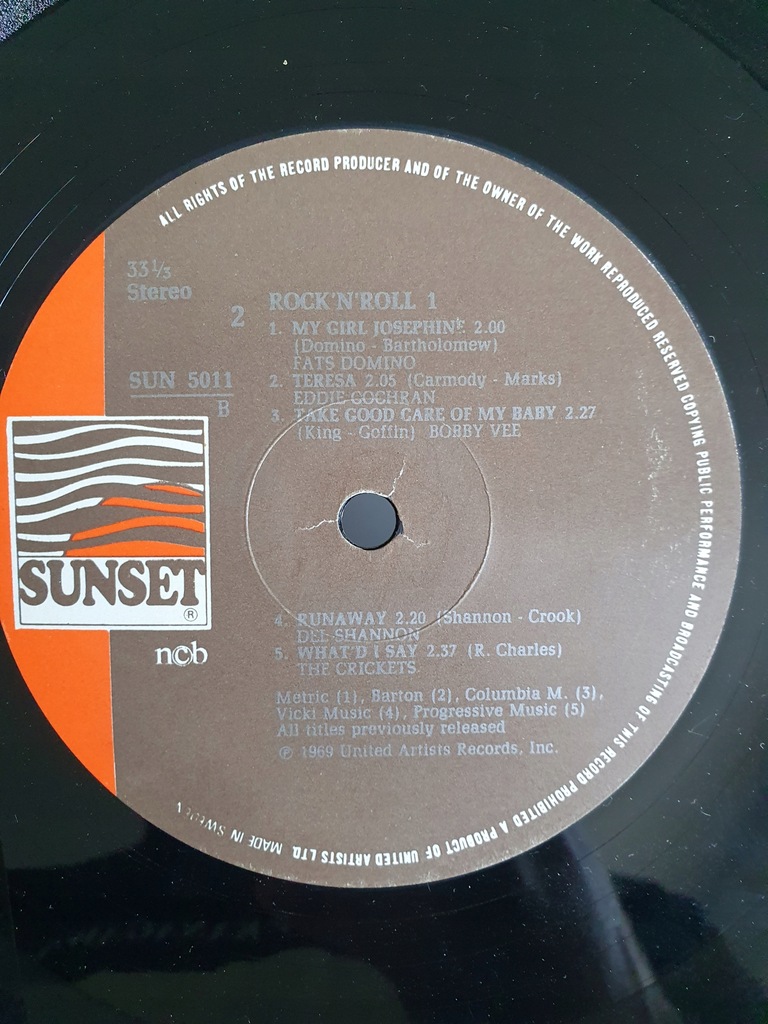 ALL RIGHTS OF THE RECORD PRODUCER AND OF THE OWNER OF THE WORK REPRODUCED RESERVED COPYING PUBLIC PERFORMANCE AND BROADCASTING OF THIS RECORD PROHIBITED A PRODUCT OF UNITED ARTISTS LTD. MADE IN SWEDEN
33⅓
Stereo
2 ROCK'N'ROLL 1
1. MY GIRL JOSEPHINE 2.00
(Domino - Bartholomew)
FATS DOMINO
SUN 5011
B
2. TERESA 2.05 (Carmody - Marks)
EDDIE COCHRAN
3. TAKE GOOD CARE OF MY BABY 2.27
(King - Goffin) BOBBY VEE
SUNSET
®
n©b
4. RUNAWAY 2.20 (Shannon - Crook)
DEL SHANNON
5. WHAT'D I SAY 2.37 (R. Charles)
THE CRICKETS
Metric (1), Barton (2), Columbia M. (3),
Vicki Music (4), Progressive Music (5)
All titles previously released
℗ 1969 United Artists Records, Inc.